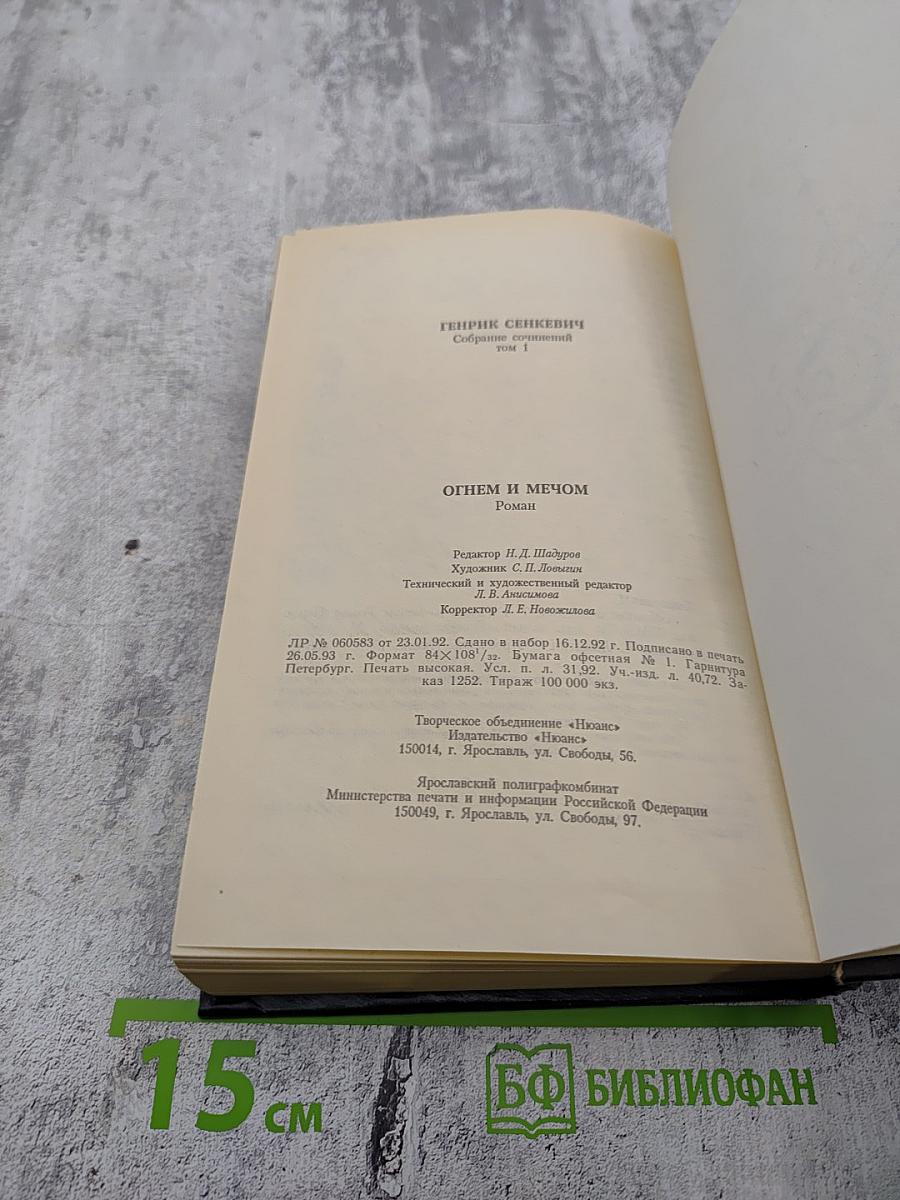 ГЕНРИК СЕНКЕВИЧ
Собрание сочинений
том 1
ОГНЕМ И МЕЧОМ
Роман
Редактор Н. Д. Шадуров
Художник С. П. Ловыгин
Технический и художественный редактор
Л. В. Анисимова
Корректор Л. Е. Новожилова
ЛР № 060583 от 23.01.92. Сдано в набор 16.12.92 г. Подписано в печать
26.05.93 г. Формат 84×108¹/₃₂. Бумага офсетная № 1. Гарнитура
Петербург. Печать высокая. Усл. п. л. 31,92. Уч.-изд. л. 40,72. За-
каз 1252. Тираж 100 000 экз.
Творческое объединение «Нюанс»
Издательство «Нюанс»
150014, г. Ярославль, ул. Свободы, 56.
Ярославский полиграфкомбинат
Министерства печати и информации Российской Федерации
150049, г. Ярославль, ул. Свободы, 97.
15 см
БФ БИБЛИОФАН